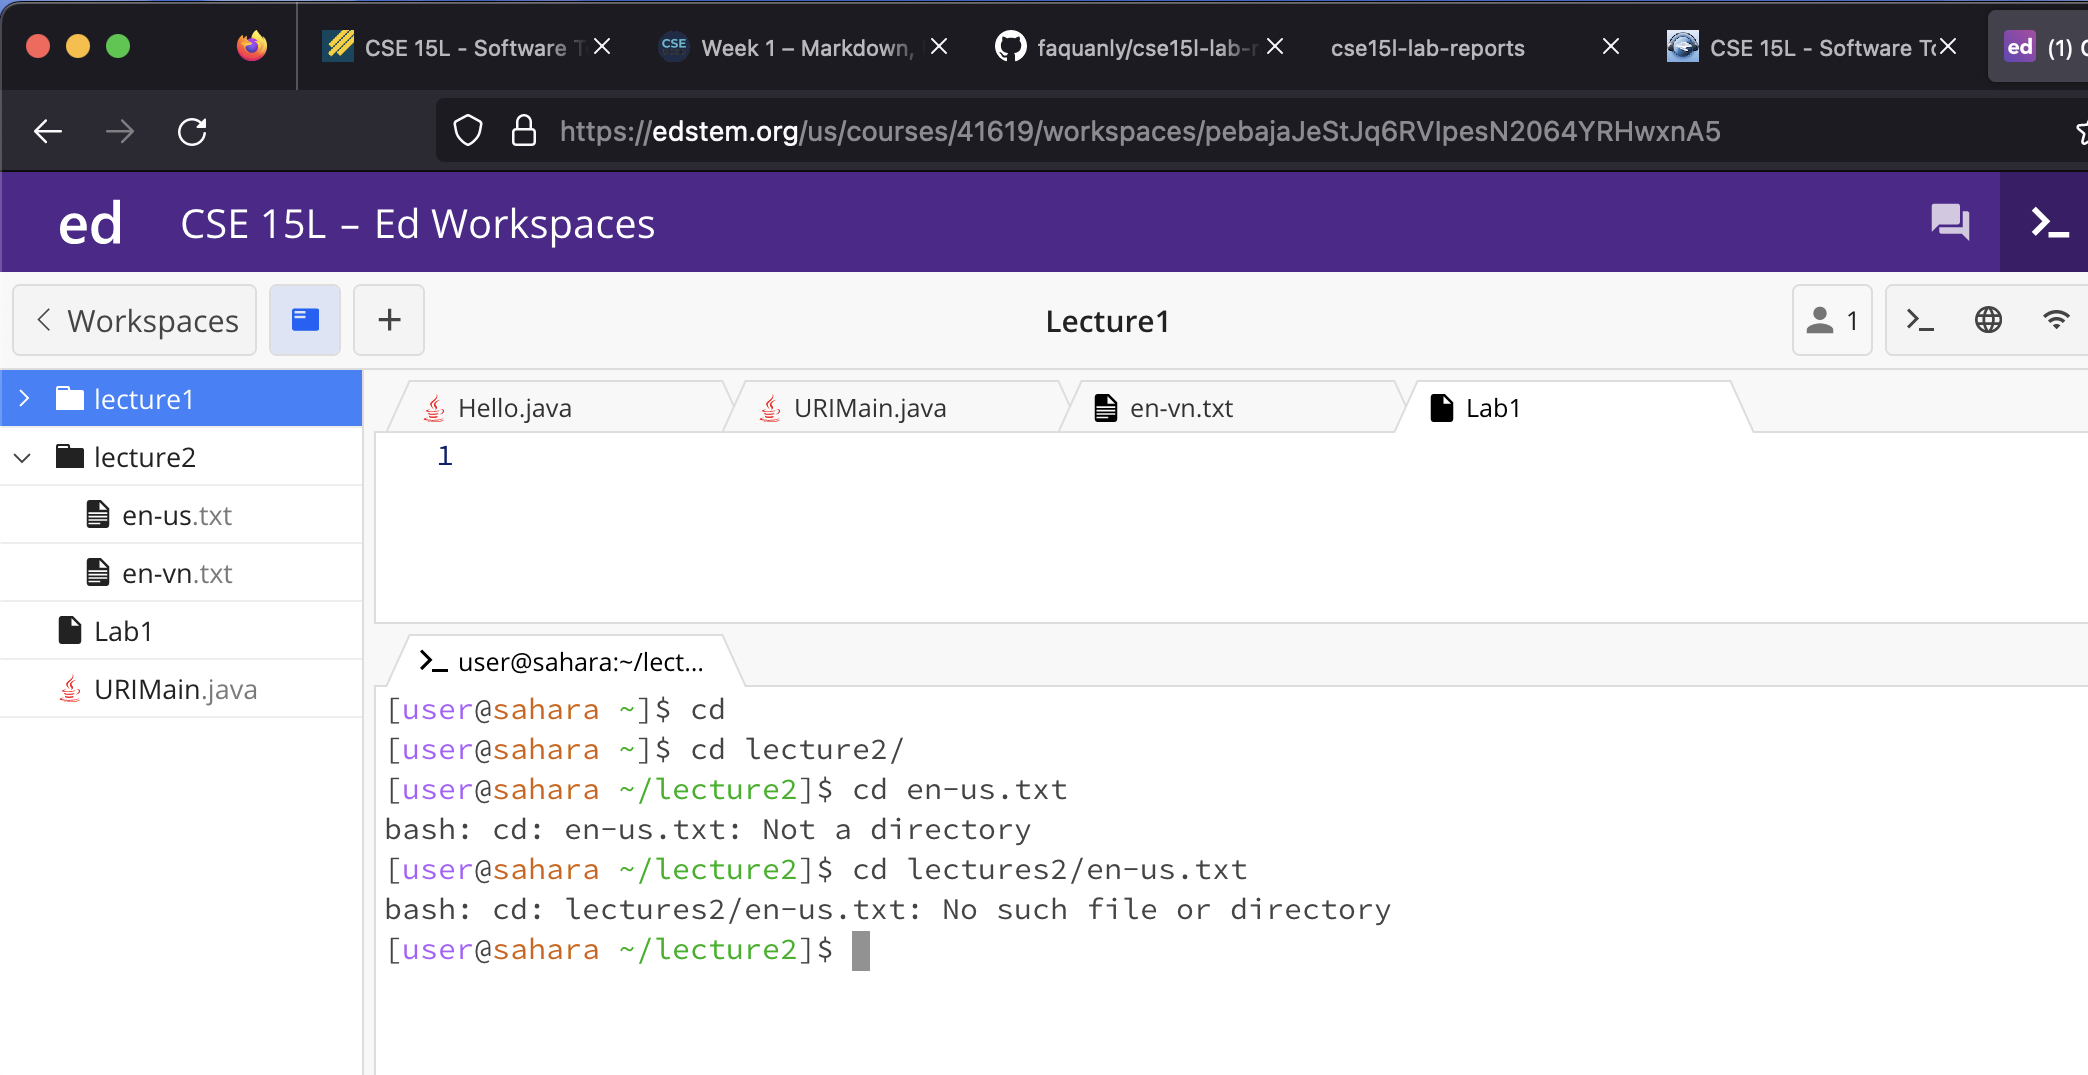 CSE 15L - Software T
CSE Week 1 – Markdown,
faquanly/cse15l-lab-r
cse15l-lab-reports
CSE 15L - Software To
ed (1) C
https://edstem.org/us/courses/41619/workspaces/pebajaJeStJq6RVIpesN2064YRHwxnA5
ed CSE 15L – Ed Workspaces
Workspaces
Lecture1
1
lecture1
lecture2
en-us.txt
en-vn.txt
Lab1
URIMain.java
Hello.java
URIMain.java
en-vn.txt
Lab1
1
user@sahara:~/lect...
[user@sahara ~]$ cd
[user@sahara ~]$ cd lecture2/
[user@sahara ~/lecture2]$ cd en-us.txt
bash: cd: en-us.txt: Not a directory
[user@sahara ~/lecture2]$ cd lectures2/en-us.txt
bash: cd: lectures2/en-us.txt: No such file or directory
[user@sahara ~/lecture2]$